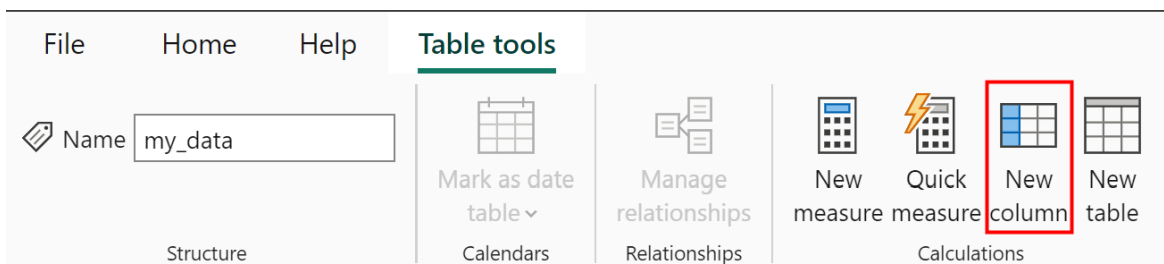 File Home Help Table tools
Name my_data
Mark as date
table
Manage
relationships
New
measure
Quick
measure
New
column
New
table
Structure Calendars Relationships Calculations